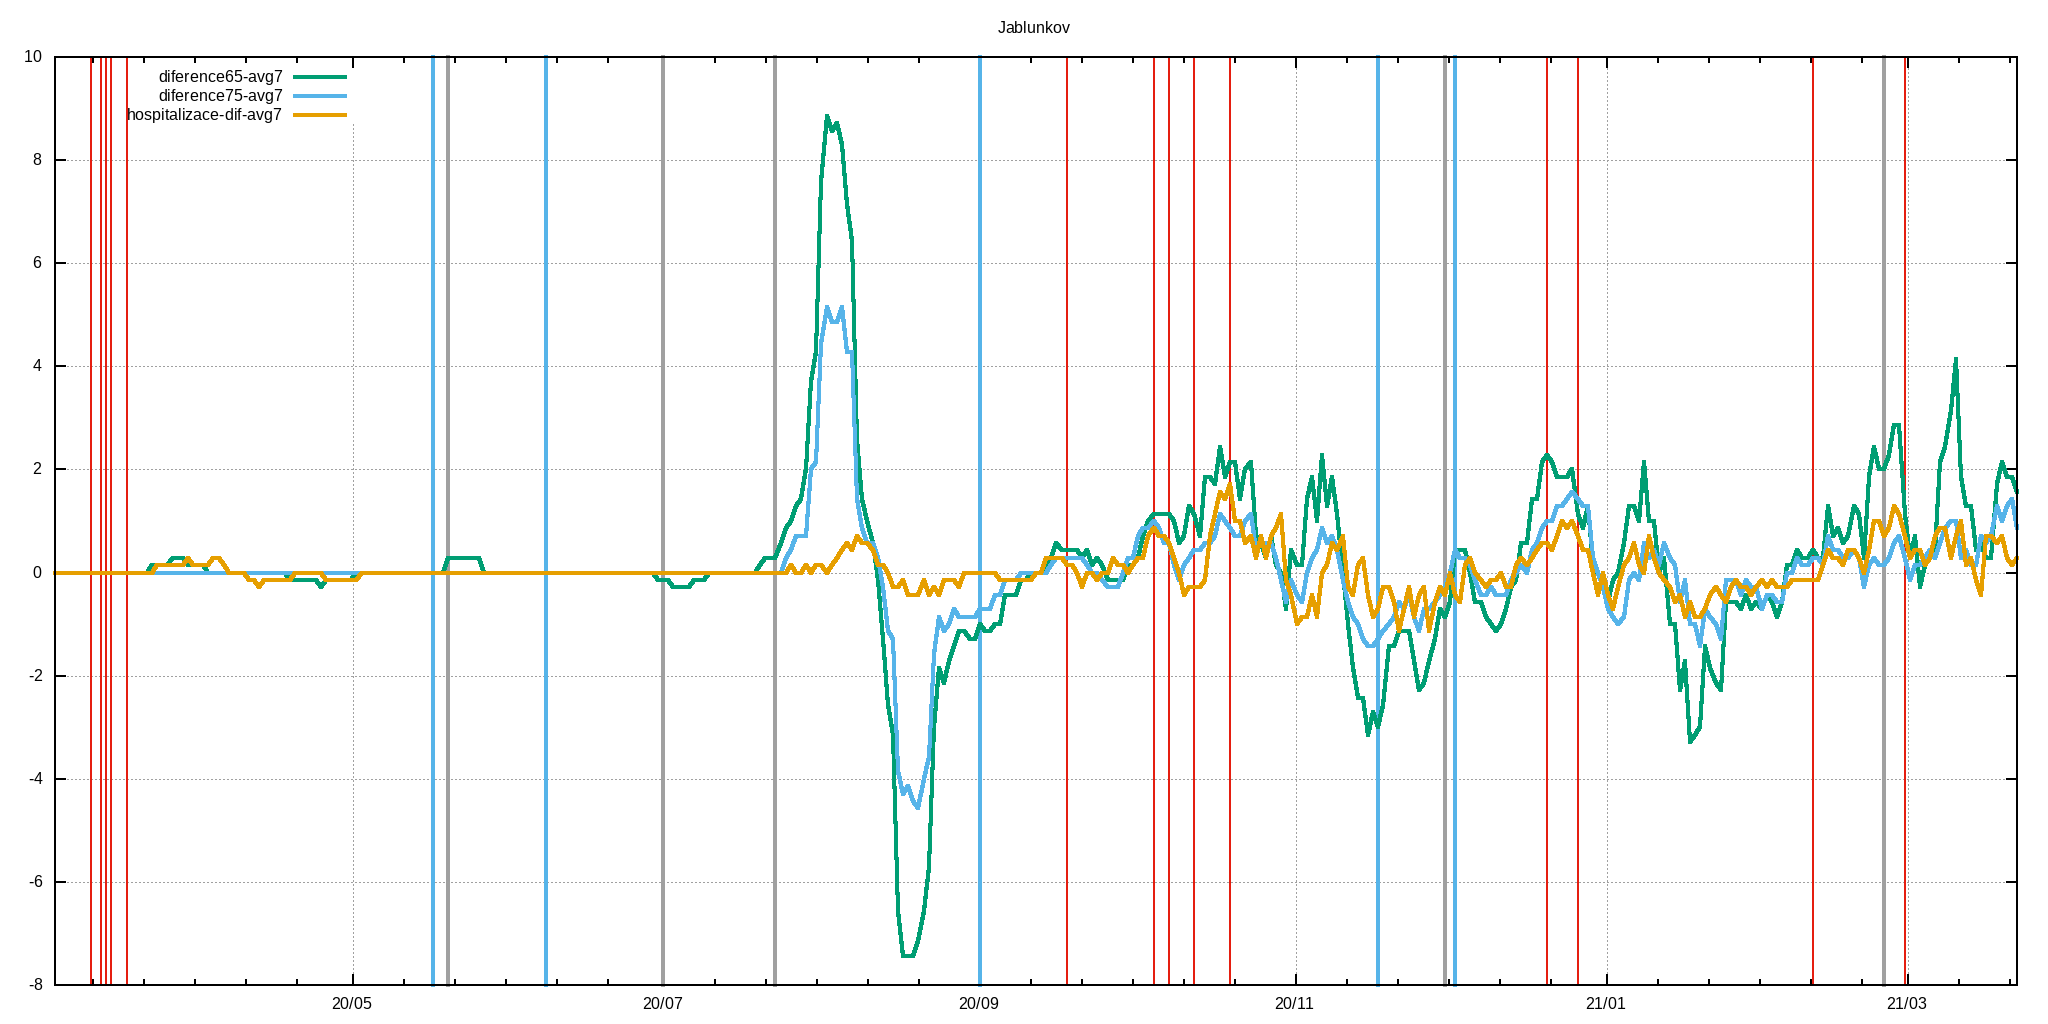 Jablunkov
10
diference65-avg7
diference75-avg7
hospitalizace-dif-avg7
8
6
4
2
0
-2
-4
-6
-8
20/05 20/07 20/09 20/11 21/01 21/03